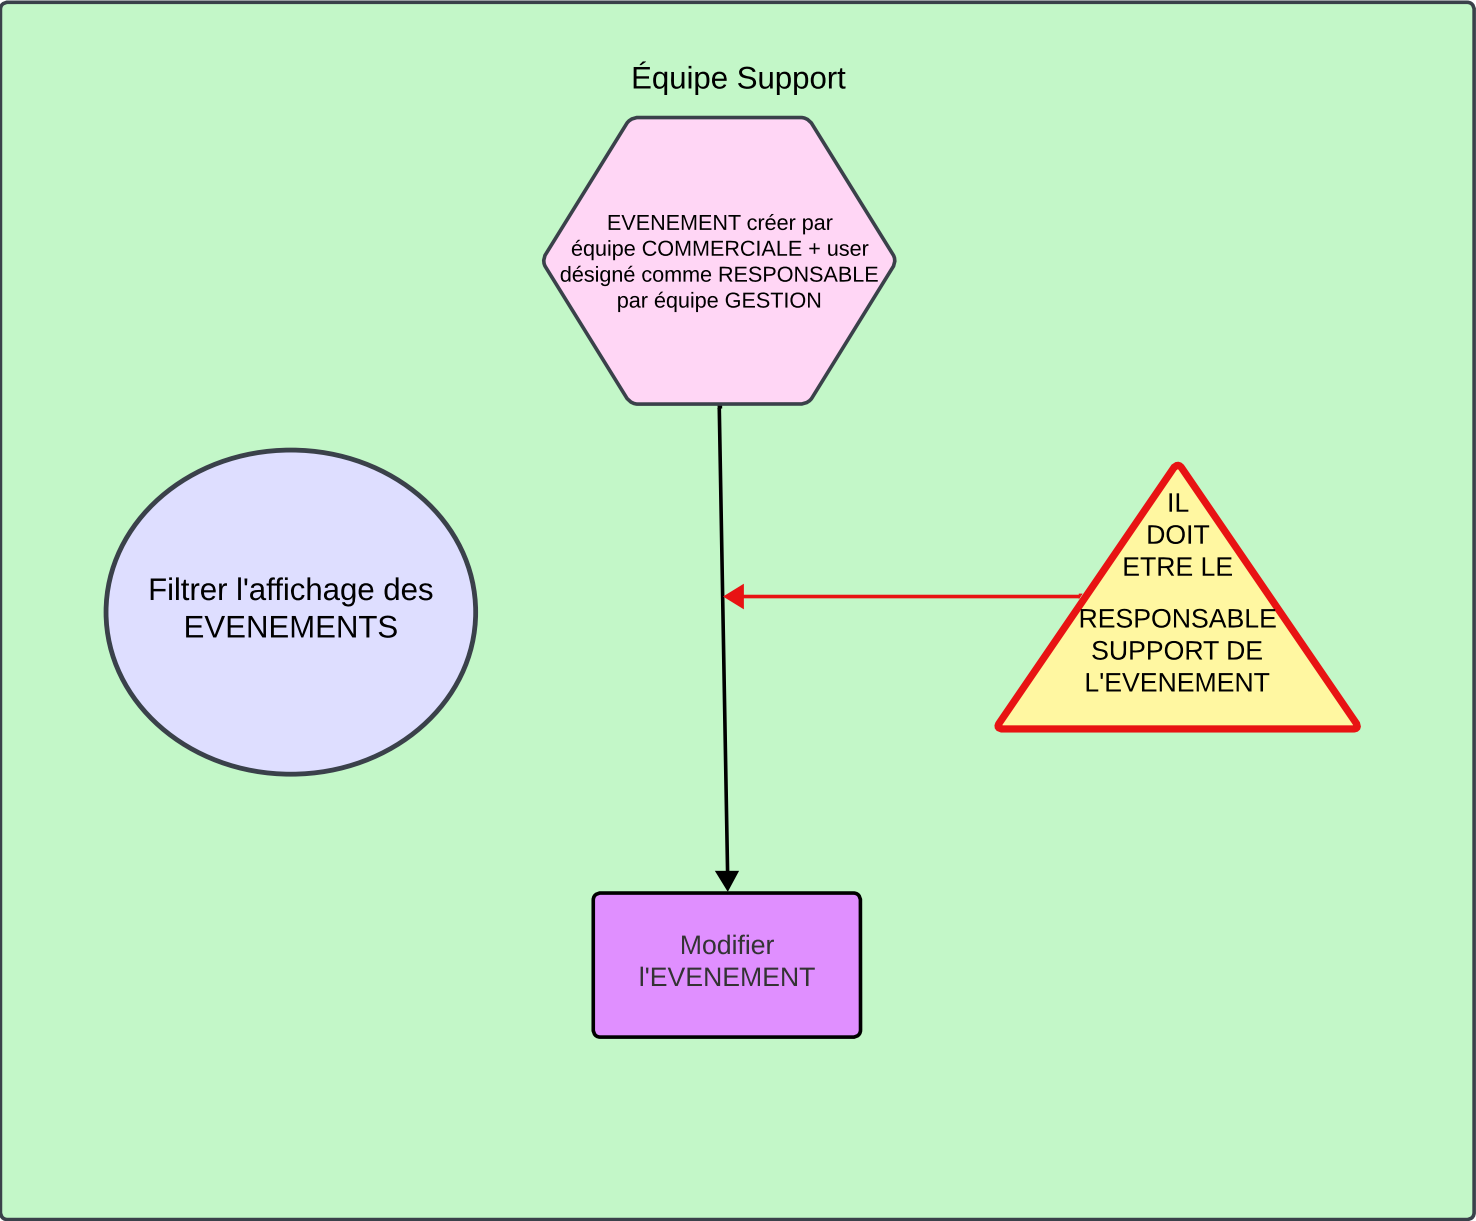 Équipe Support
EVENEMENT créer par
équipe COMMERCIALE + user
désigné comme RESPONSABLE
par équipe GESTION
Filtrer l'affichage des
EVENEMENTS
IL
DOIT
ETRE LE
RESPONSABLE
SUPPORT DE
L'EVENEMENT
Modifier
l'EVENEMENT